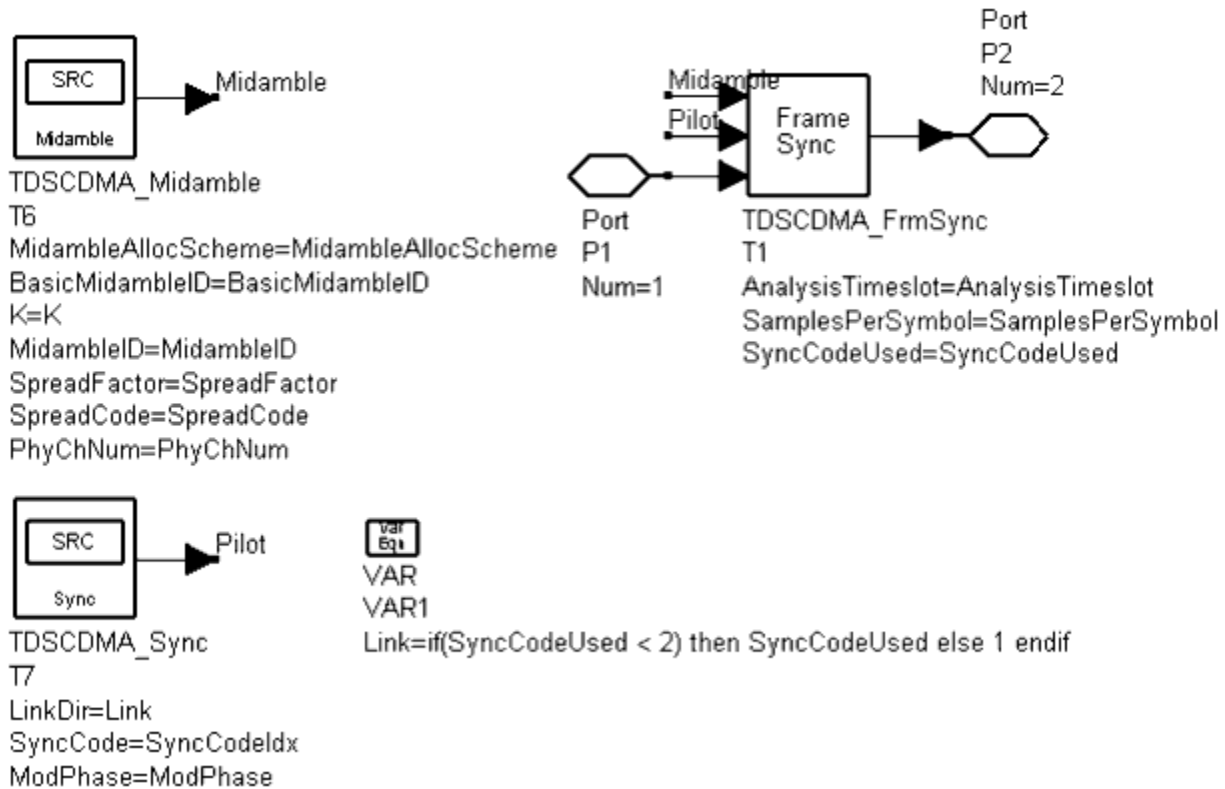 SRC
Midamble
Midamble
TDSCDMA_Midamble
T6
MidambleAllocScheme=MidambleAllocScheme
BasicMidambleID=BasicMidambleID
K=K
MidambleID=MidambleID
SpreadFactor=SpreadFactor
SpreadCode=SpreadCode
PhyChNum=PhyChNum
Port
P2
Num=2
Midamble
Pilot
Frame
Sync
Port
P1
Num=1
TDSCDMA_FrmSync
T1
AnalysisTimeslot=AnalysisTimeslot
SamplesPerSymbol=SamplesPerSymbol
SyncCodeUsed=SyncCodeUsed
SRC
Sync
Pilot
TDSCDMA_Sync
T7
LinkDir=Link
SyncCode=SyncCodeIdx
ModPhase=ModPhase
Var
Eqn
VAR
VAR1
Link=if(SyncCodeUsed < 2) then SyncCodeUsed else 1 endif